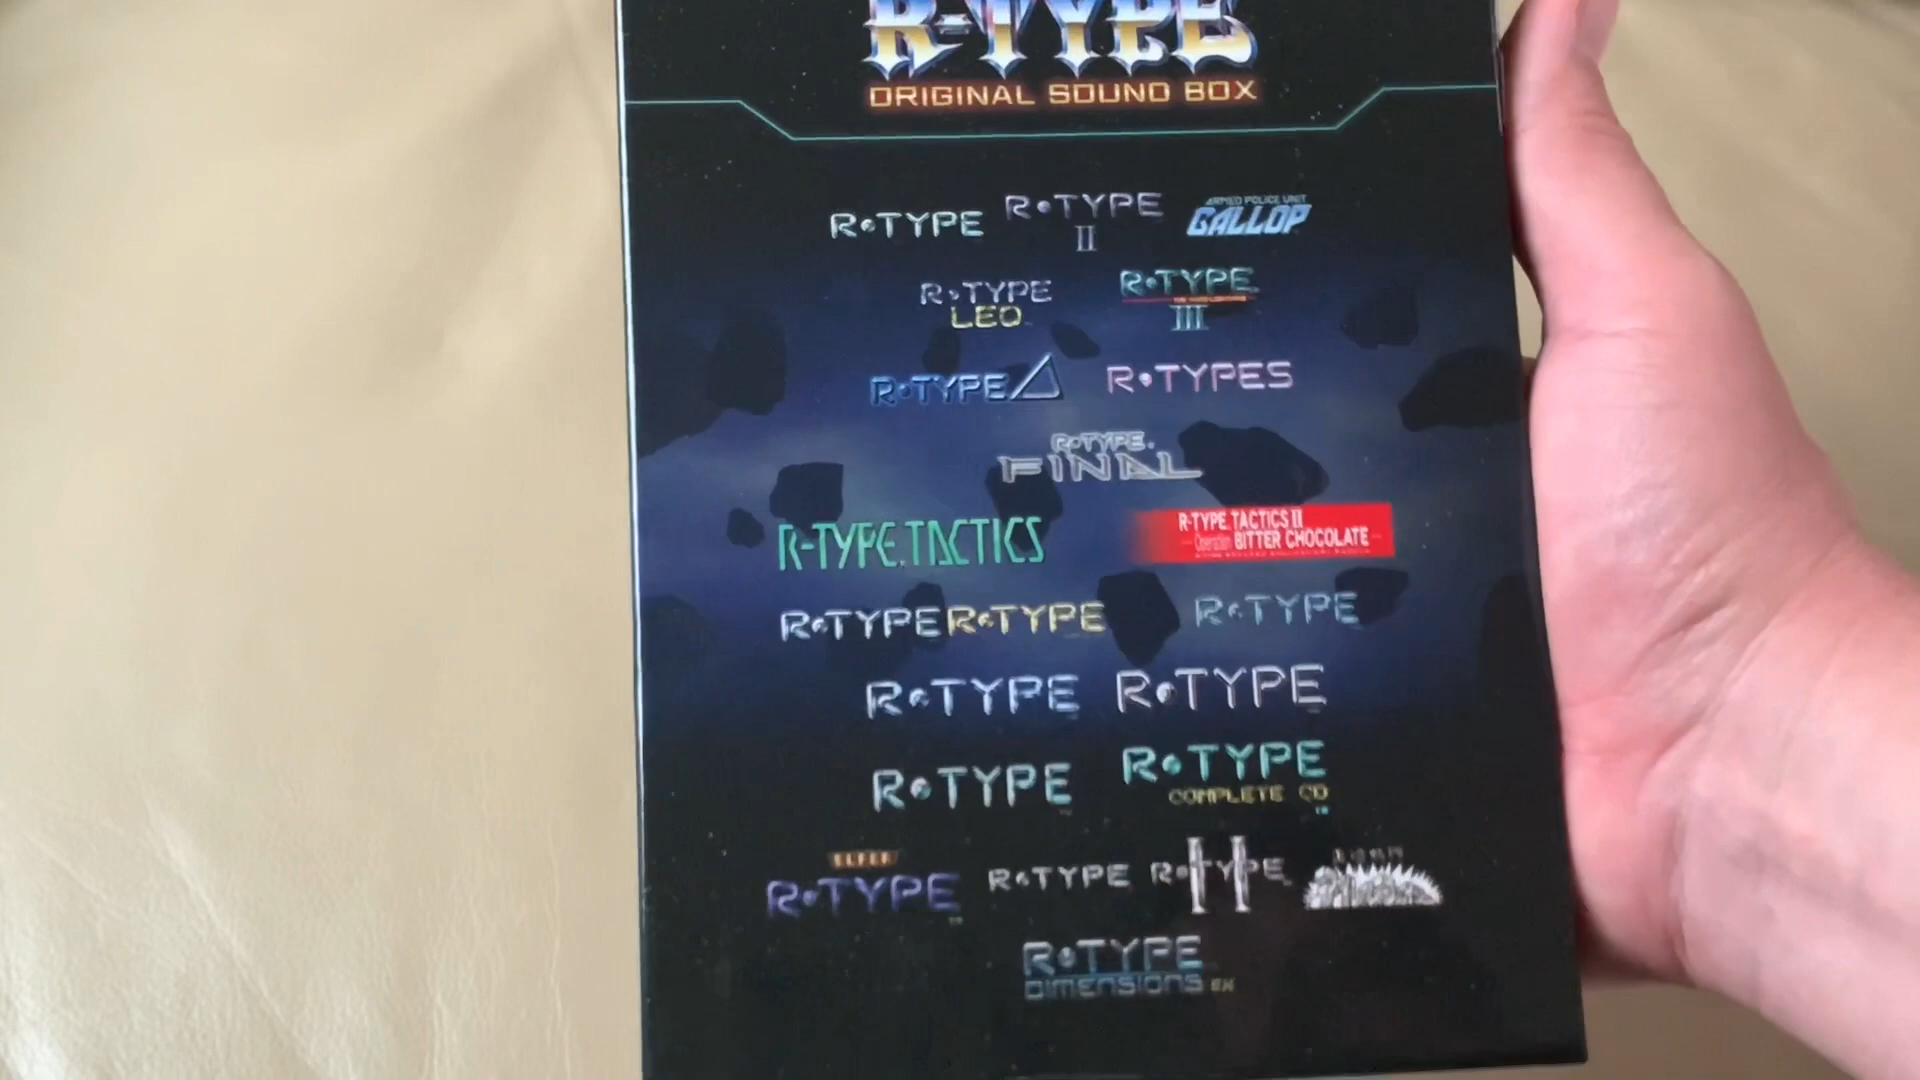 R-TYPE
ORIGINAL SOUND BOX
R•TYPE
R•TYPE II
ARMED POLICE UNIT
GALLOP
R•TYPE
LEO
R•TYPE
III
R•TYPE Δ
R•TYPES
R•TYPE
FINAL
R-TYPE TACTICS
R-TYPE TACTICS II
Operation BITTER CHOCOLATE
R•TYPE R•TYPE
R•TYPE
R•TYPE
R•TYPE
R•TYPE
R•TYPE
COMPLETE CD
R•TYPE
R•TYPE
R•TYPE II
R•TYPE
DIMENSIONS EX